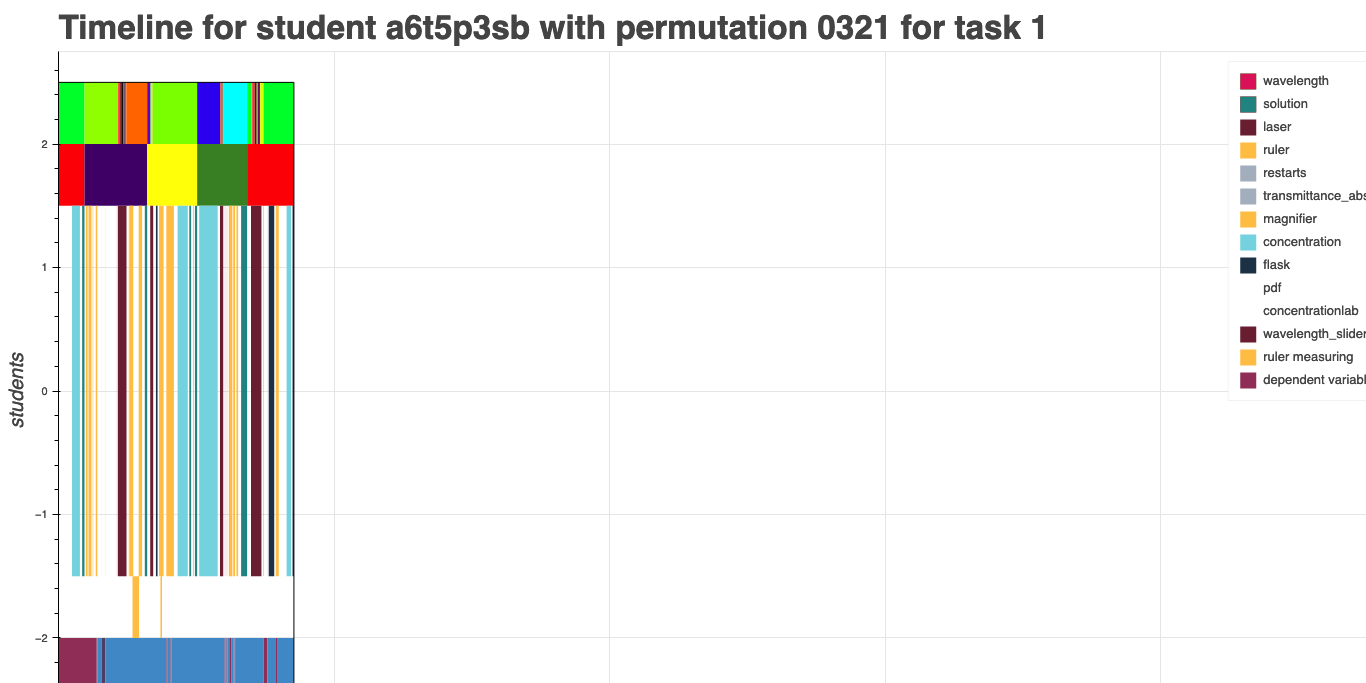 Timeline for student a6t5p3sb with permutation 0321 for task 1
wavelength
solution
laser
ruler
restarts
transmittance_abs
magnifier
concentration
flask
pdf
concentrationlab
wavelength_slider
ruler measuring
dependent variabl
2
1
0
−1
−2
students